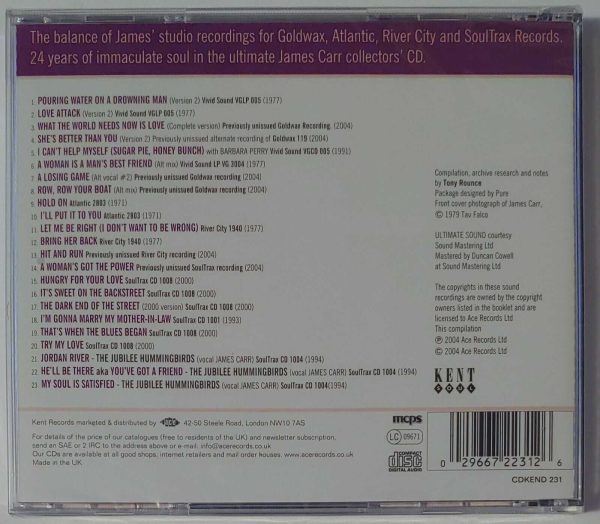 The balance of James' studio recordings for Goldwax, Atlantic, River City and SoulTrax Records.
24 years of immaculate soul in the ultimate James Carr collectors' CD.
1. POURING WATER ON A DROWNING MAN (Version 2) Vivid Sound VGLP 005 (1977)
2. LOVE ATTACK (Version 2) Vivid Sound VGLP 005 (1977)
3. WHAT THE WORLD NEEDS NOW IS LOVE (Complete version) Previously unissued Goldwax Recording (2004)
4. SHE'S BETTER THAN YOU (Version 2) Previously unissued alternate recording of Goldwax 119 (2004)
5. I CAN'T HELP MYSELF (SUGAR PIE, HONEY BUNCH) with BARBARA PERRY Vivid Sound VGCD 005 (1991)
6. A WOMAN IS A MAN'S BEST FRIEND (Alt mix) Vivid Sound LP VG 3004 (1977)
7. A LOSING GAME (Alt vocal #2) Previously unissued Goldwax recording (2004)
8. ROW, ROW YOUR BOAT (Alt mix) Previously unissued Goldwax recording (2004)
9. HOLD ON Atlantic 2803 (1971)
10. I'LL PUT IT TO YOU Atlantic 2803 (1971)
11. LET ME BE RIGHT (I DON'T WANT TO BE WRONG) River City 1940 (1977)
12. BRING HER BACK River City 1940 (1977)
13. HIT AND RUN Previously unissued River City recording (2004)
14. A WOMAN'S GOT THE POWER Previously unissued SoulTrax recording (2004)
15. HUNGRY FOR YOUR LOVE SoulTrax CD 1008 (2000)
16. IT'S SWEET ON THE BACKSTREET SoulTrax CD 1008 (2000)
17. THE DARK END OF THE STREET (2000 version) SoulTrax CD 1008 (2000)
18. I'M GONNA MARRY MY MOTHER-IN-LAW SoulTrax CD 1001 (1993)
19. THAT'S WHEN THE BLUES BEGAN SoulTrax CD 1008 (2000)
20. TRY MY LOVE SoulTrax CD 1008 (2000)
21. JORDAN RIVER - THE JUBILEE HUMMINGBIRDS (vocal JAMES CARR) SoulTrax CD 1004 (1994)
22. HE'LL BE THERE aka YOU'VE GOT A FRIEND - THE JUBILEE HUMMINGBIRDS (vocal JAMES CARR) SoulTrax CD 1004 (1994)
23. MY SOUL IS SATISFIED - THE JUBILEE HUMMINGBIRDS (vocal JAMES CARR) SoulTrax CD 1004 (1994)
Compilation, archive research and notes
by Tony Rounce
Package designed by Pure
Front cover photograph of James Carr,
© 1979 Tav Falco
ULTIMATE SOUND courtesy
Sound Mastering Ltd
Mastered by Duncan Cowell
at Sound Mastering Ltd
The copyrights in these sound
recordings are owned by the copyright
owners listed in the booklet and are
licensed to Ace Records Ltd
This compilation
℗ 2004 Ace Records Ltd
© 2004 Ace Records Ltd
KENT
SOUL
Kent Records marketed & distributed by ACE 42-50 Steele Road, London NW10 7AS
For details of the price of our catalogues (free to residents of the UK) and newsletter subscription,
send an SAE or 2 IRC to the address above or e-mail. info@acerecords.co.uk
Our CDs are available at all good shops, internet retailers and mail order houses. www.acerecords.co.uk
Made in the UK
mcps
LC 09671
COMPACT
disc
DIGITAL AUDIO
0 29667 22312 6
CDKEND 231